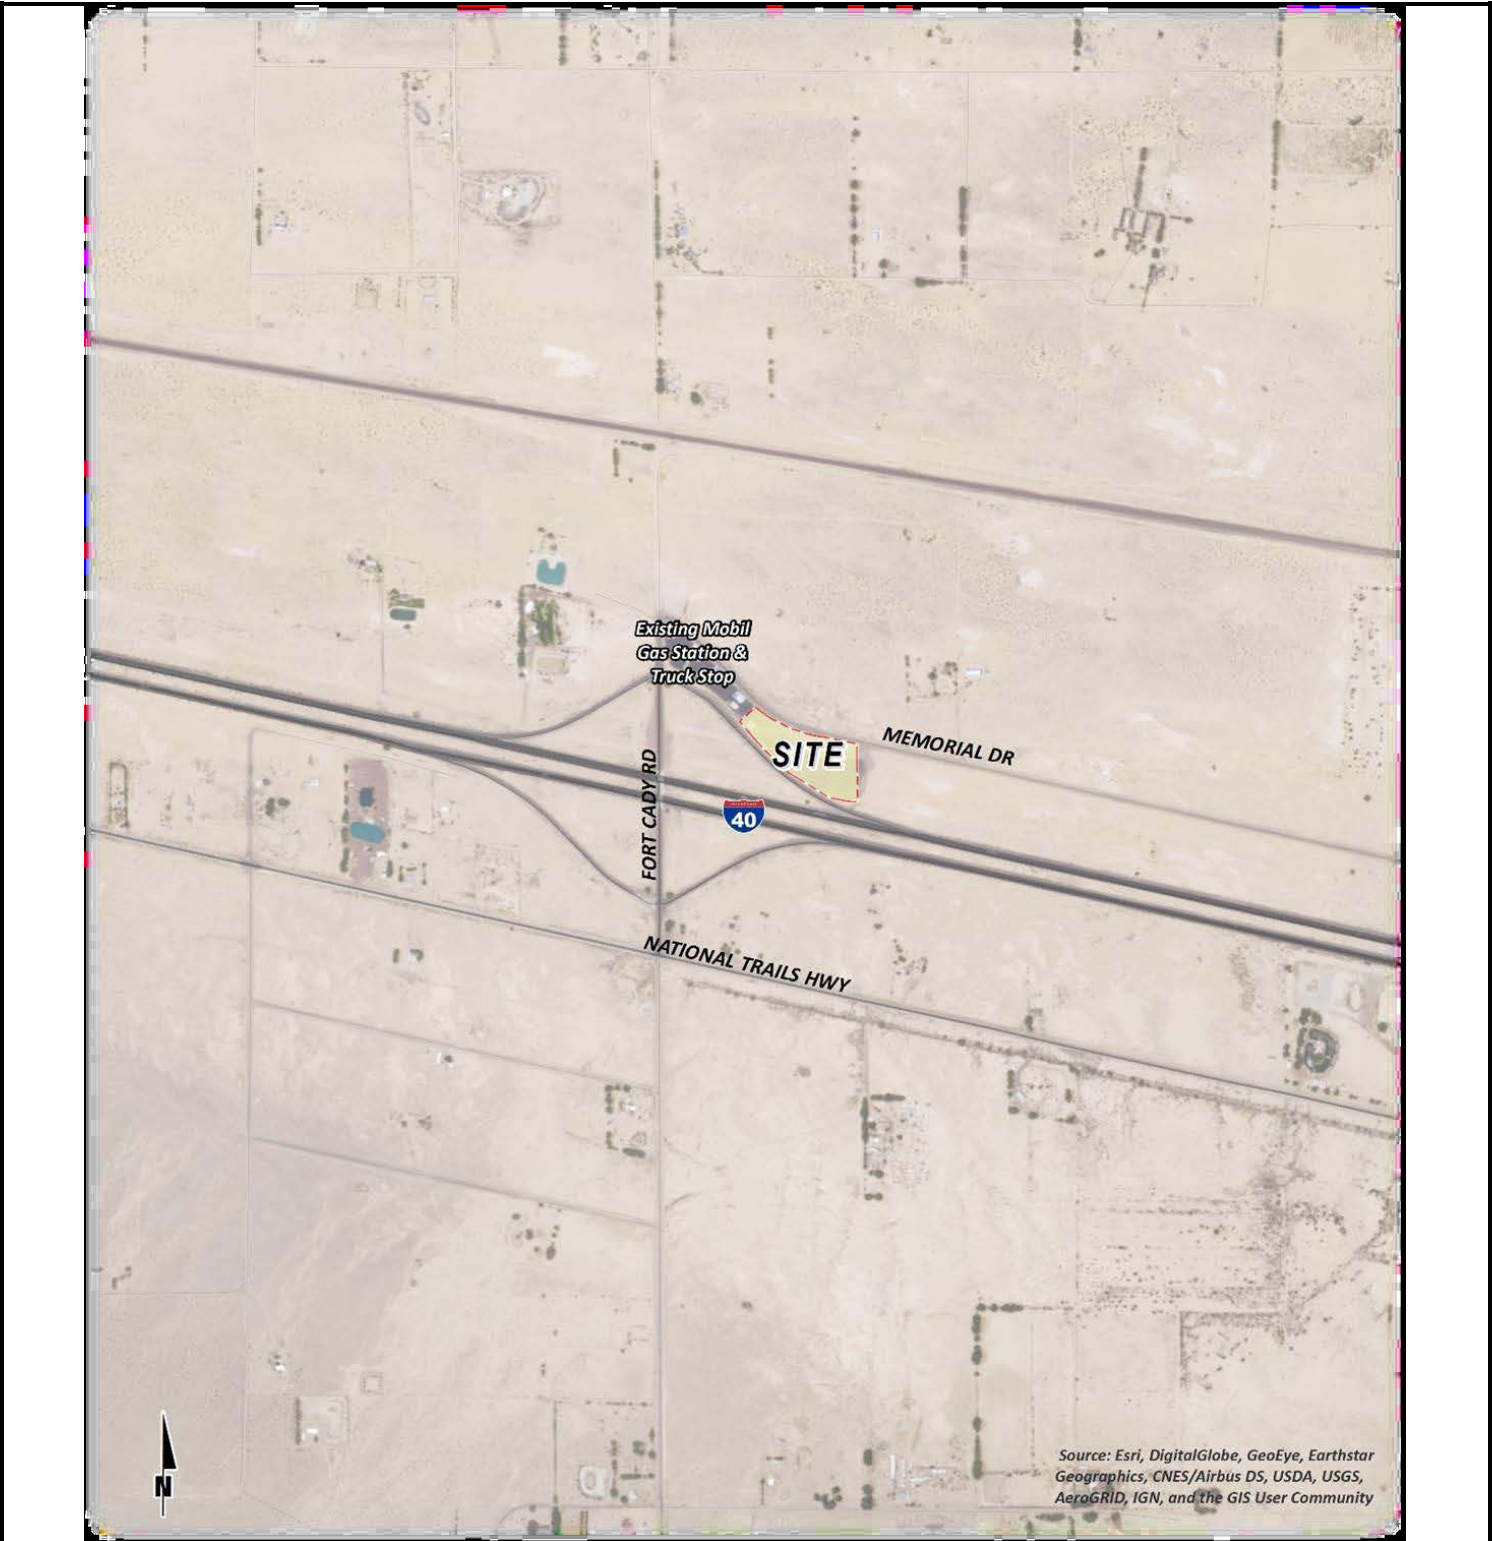 Existing Mobil
Gas Station &
Truck Stop
SITE
MEMORIAL DR
FORT CADY RD
40
NATIONAL TRAILS HWY
N
Source: Esri, DigitalGlobe, GeoEye, Earthstar
Geographics, CNES/Airbus DS, USDA, USGS,
AeroGRID, IGN, and the GIS User Community